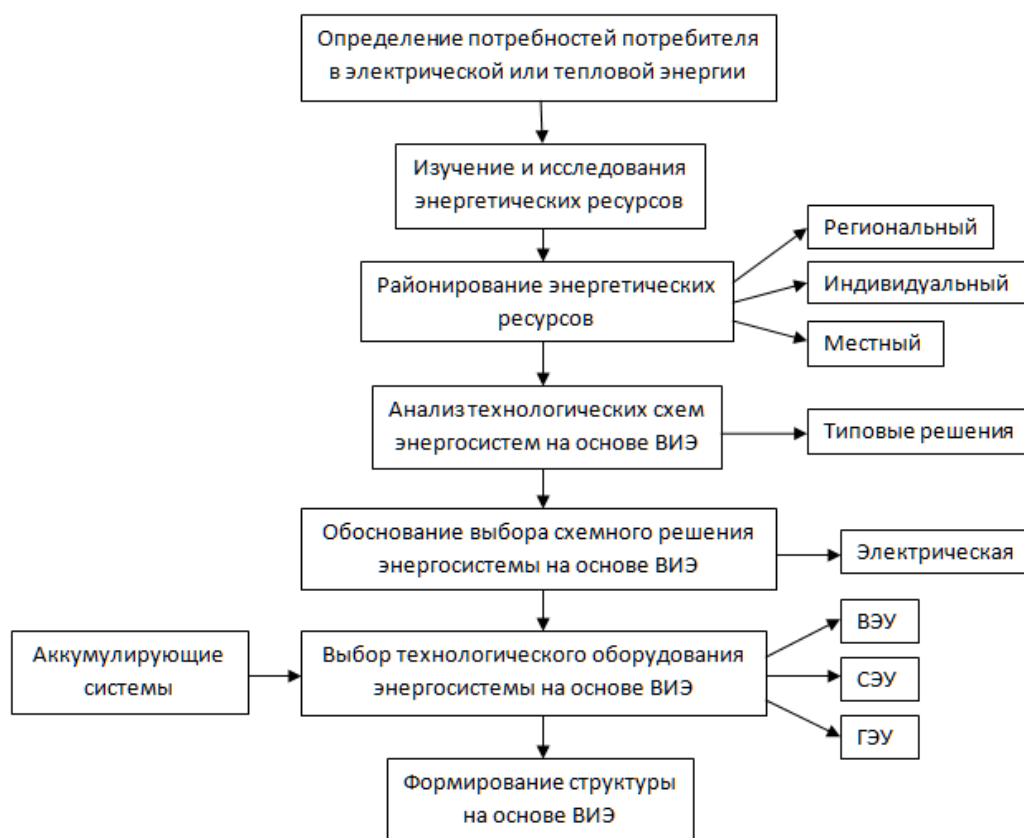 Определение потребностей потребителя
в электрической или тепловой энергии
Изучение и исследования
энергетических ресурсов
Районирование энергетических
ресурсов
Региональный
Индивидуальный
Местный
Анализ технологических схем
энергосистем на основе ВИЭ
Типовые решения
Обоснование выбора схемного решения
энергосистемы на основе ВИЭ
Электрическая
Аккумулирующие
системы
Выбор технологического оборудования
энергосистемы на основе ВИЭ
ВЭУ
СЭУ
ГЭУ
Формирование структуры
на основе ВИЭ